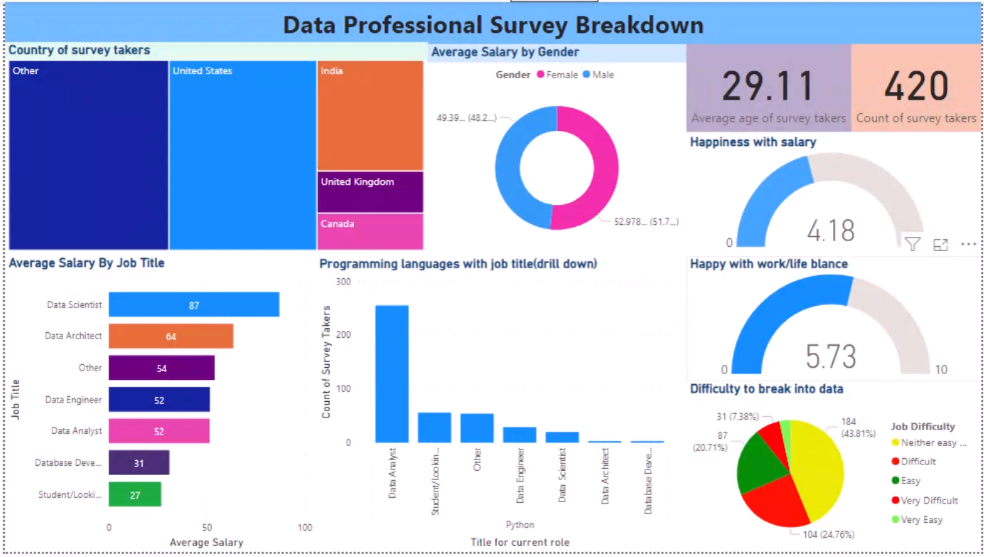 Data Professional Survey Breakdown
Country of survey takers
Other
United States
India
United Kingdom
Canada
Average Salary by Gender
Gender Female Male
49.39... (48.2...)
52.978... (51.7...)
29.11
Average age of survey takers
420
Count of survey takers
Happiness with salary
0
4.18
Happy with work/life blance
0
5.73
10
Average Salary By Job Title
Job Title
Data Scientist 87
Data Architect 64
Other 54
Data Engineer 52
Data Analyst 52
Database Deve... 31
Student/Looki... 27
0 50 100
Average Salary
Programming languages with job title(drill down)
Count of Survey Takers
300
200
100
0
Data Analyst
Student/Lookin...
Other
Data Engineer
Data Scientist
Data Architect
Database Deve...
Python
Title for current role
Difficulty to break into data
31 (7.38%)
87
(20.71%)
184
(43.81%)
104 (24.76%)
Job Difficulty
Neither easy ...
Difficult
Easy
Very Difficult
Very Easy